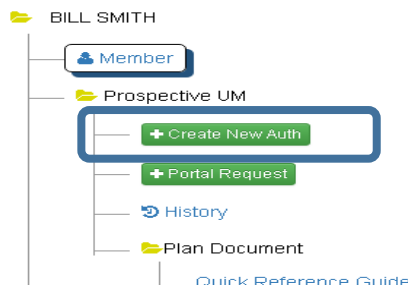 BILL SMITH
Member
Prospective UM
Create New Auth
Portal Request
History
Plan Document
Quick Reference Guide